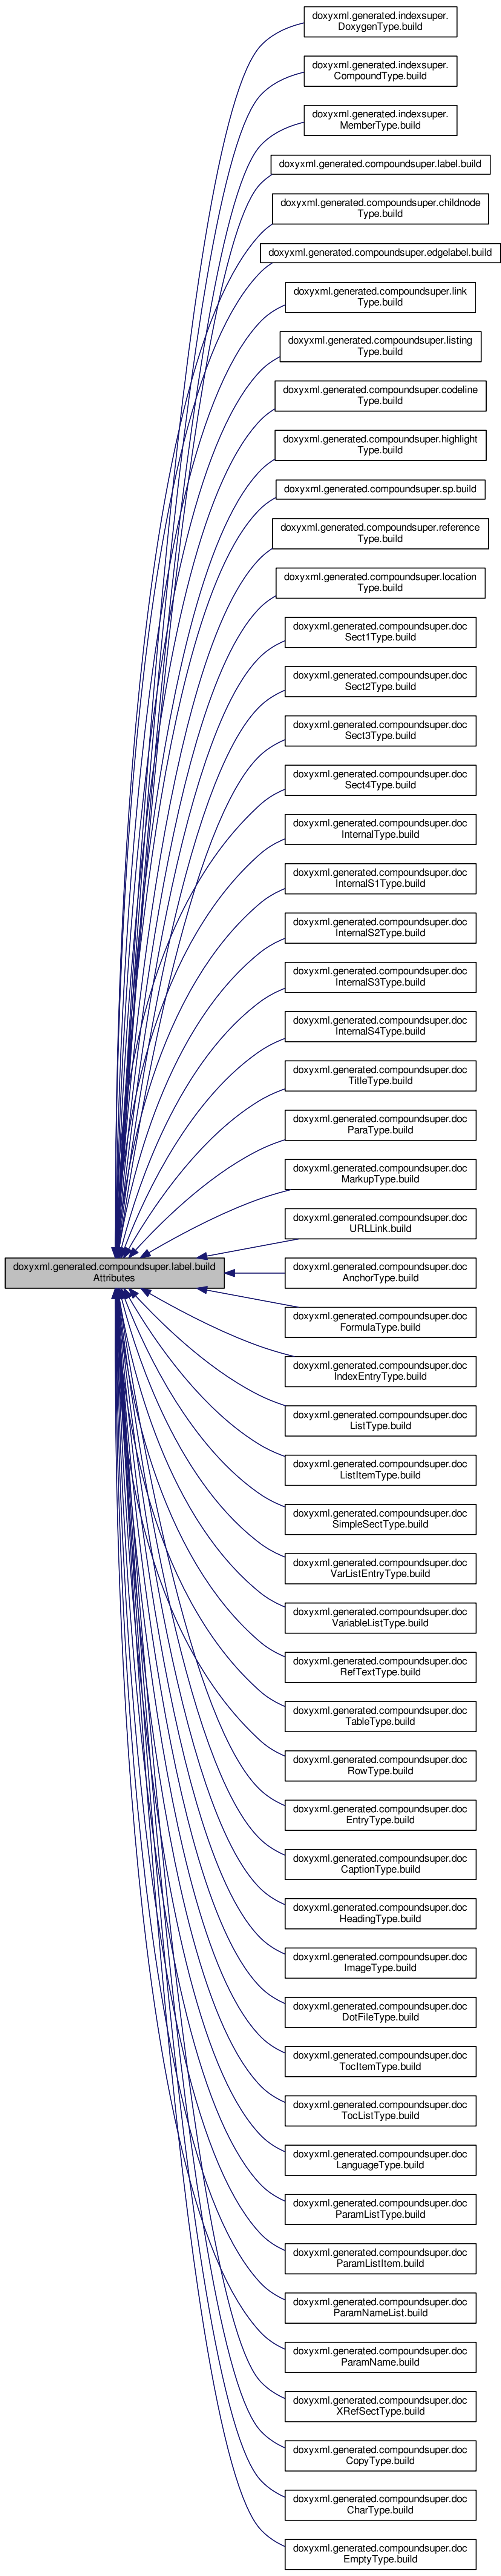 doxyxml.generated.indexsuper.
DoxygenType.build
doxyxml.generated.indexsuper.
CompoundType.build
doxyxml.generated.indexsuper.
MemberType.build
doxyxml.generated.compoundsuper.label.build
doxyxml.generated.compoundsuper.childnode
Type.build
doxyxml.generated.compoundsuper.edgelabel.build
doxyxml.generated.compoundsuper.link
Type.build
doxyxml.generated.compoundsuper.listing
Type.build
doxyxml.generated.compoundsuper.codeline
Type.build
doxyxml.generated.compoundsuper.highlight
Type.build
doxyxml.generated.compoundsuper.sp.build
doxyxml.generated.compoundsuper.reference
Type.build
doxyxml.generated.compoundsuper.location
Type.build
doxyxml.generated.compoundsuper.doc
Sect1Type.build
doxyxml.generated.compoundsuper.doc
Sect2Type.build
doxyxml.generated.compoundsuper.doc
Sect3Type.build
doxyxml.generated.compoundsuper.doc
Sect4Type.build
doxyxml.generated.compoundsuper.doc
InternalType.build
doxyxml.generated.compoundsuper.doc
InternalS1Type.build
doxyxml.generated.compoundsuper.doc
InternalS2Type.build
doxyxml.generated.compoundsuper.doc
InternalS3Type.build
doxyxml.generated.compoundsuper.doc
InternalS4Type.build
doxyxml.generated.compoundsuper.doc
TitleType.build
doxyxml.generated.compoundsuper.doc
ParaType.build
doxyxml.generated.compoundsuper.doc
MarkupType.build
doxyxml.generated.compoundsuper.doc
URLLink.build
doxyxml.generated.compoundsuper.label.build
Attributes
doxyxml.generated.compoundsuper.doc
AnchorType.build
doxyxml.generated.compoundsuper.doc
FormulaType.build
doxyxml.generated.compoundsuper.doc
IndexEntryType.build
doxyxml.generated.compoundsuper.doc
ListType.build
doxyxml.generated.compoundsuper.doc
ListItemType.build
doxyxml.generated.compoundsuper.doc
SimpleSectType.build
doxyxml.generated.compoundsuper.doc
VarListEntryType.build
doxyxml.generated.compoundsuper.doc
VariableListType.build
doxyxml.generated.compoundsuper.doc
RefTextType.build
doxyxml.generated.compoundsuper.doc
TableType.build
doxyxml.generated.compoundsuper.doc
RowType.build
doxyxml.generated.compoundsuper.doc
EntryType.build
doxyxml.generated.compoundsuper.doc
CaptionType.build
doxyxml.generated.compoundsuper.doc
HeadingType.build
doxyxml.generated.compoundsuper.doc
ImageType.build
doxyxml.generated.compoundsuper.doc
DotFileType.build
doxyxml.generated.compoundsuper.doc
TocItemType.build
doxyxml.generated.compoundsuper.doc
TocListType.build
doxyxml.generated.compoundsuper.doc
LanguageType.build
doxyxml.generated.compoundsuper.doc
ParamListType.build
doxyxml.generated.compoundsuper.doc
ParamListItem.build
doxyxml.generated.compoundsuper.doc
ParamNameList.build
doxyxml.generated.compoundsuper.doc
ParamName.build
doxyxml.generated.compoundsuper.doc
XRefSectType.build
doxyxml.generated.compoundsuper.doc
CopyType.build
doxyxml.generated.compoundsuper.doc
CharType.build
doxyxml.generated.compoundsuper.doc
EmptyType.build